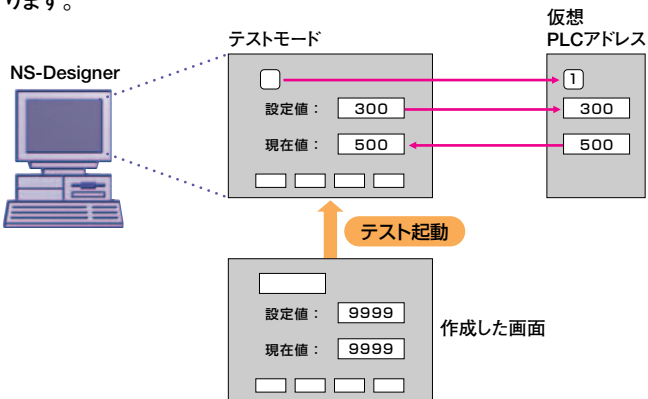 ります。
仮想
PLCアドレス
テストモード
NS-Designer
1
設定値： 300
300
現在値： 500
500
テスト起動
設定値： 9999
現在値： 9999
作成した画面